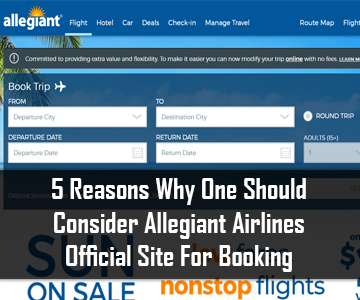 allegiant
Flight Hotel Car Deals Check-in Manage Travel Route Map Flight
Committed to providing extra value and flexibility. To make it easier you can now modify your trip online with no fees. LEARN M
Book Trip
FROM TO
Departure City Destination City ROUND TRIP
DEPARTURE DATE RETURN DATE ADULTS (15+)
Departure Date Return Date 1
5 Reasons Why One Should
Consider Allegiant Airlines
Official Site For Booking
SUN
ON SALE
nonstop flights